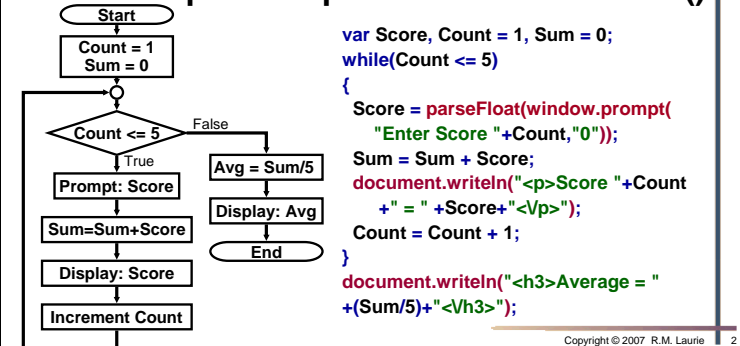 ()
Start
Count = 1
Sum = 0
Count <= 5
False
True
Prompt: Score
Sum=Sum+Score
Display: Score
Increment Count
Avg = Sum/5
Display: Avg
End
var Score, Count = 1, Sum = 0;
while(Count <= 5)
{
Score = parseFloat(window.prompt(
"Enter Score "+Count,"0"));
Sum = Sum + Score;
document.writeln("<p>Score "+Count
+" = " +Score+"<\/p>");
Count = Count + 1;
}
document.writeln("<h3>Average = "
+(Sum/5)+"<\/h3>");
Copyright © 2007 R.M. Laurie 2